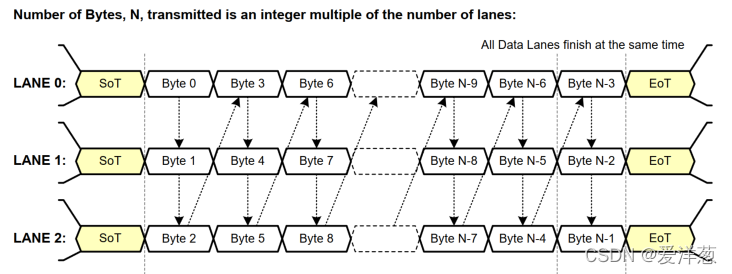 Number of Bytes, N, transmitted is an integer multiple of the number of lanes:
All Data Lanes finish at the same time
LANE 0: SoT Byte 0 Byte 3 Byte 6 Byte N-9 Byte N-6 Byte N-3 EoT
LANE 1: SoT Byte 1 Byte 4 Byte 7 Byte N-8 Byte N-5 Byte N-2 EoT
LANE 2: SoT Byte 2 Byte 5 Byte 8 Byte N-7 Byte N-4 Byte N-1 EoT
CSDN @爱洋葱